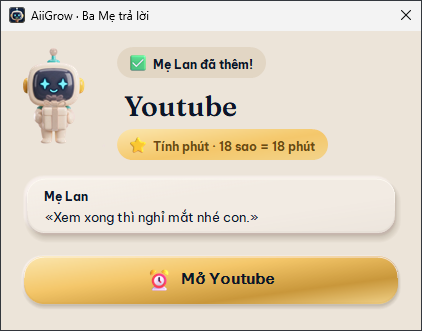 AiiGrow · Ba Mẹ trả lời
Mẹ Lan đã thêm!
Youtube
Tính phút · 18 sao = 18 phút
Mẹ Lan
«Xem xong thì nghỉ mắt nhé con.»
Mở Youtube